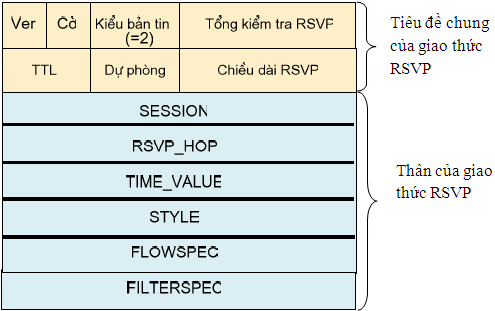 Ver Cờ Kiểu bản tin Tổng kiểm tra RSVP
(=2)
TTL Dự phòng Chiều dài RSVP
SESSION
RSVP_HOP
TIME_VALUE
STYLE
FLOWSPEC
FILTERSPEC
Tiêu đề chung
của giao thức
RSVP
Thân của giao
thức RSVP